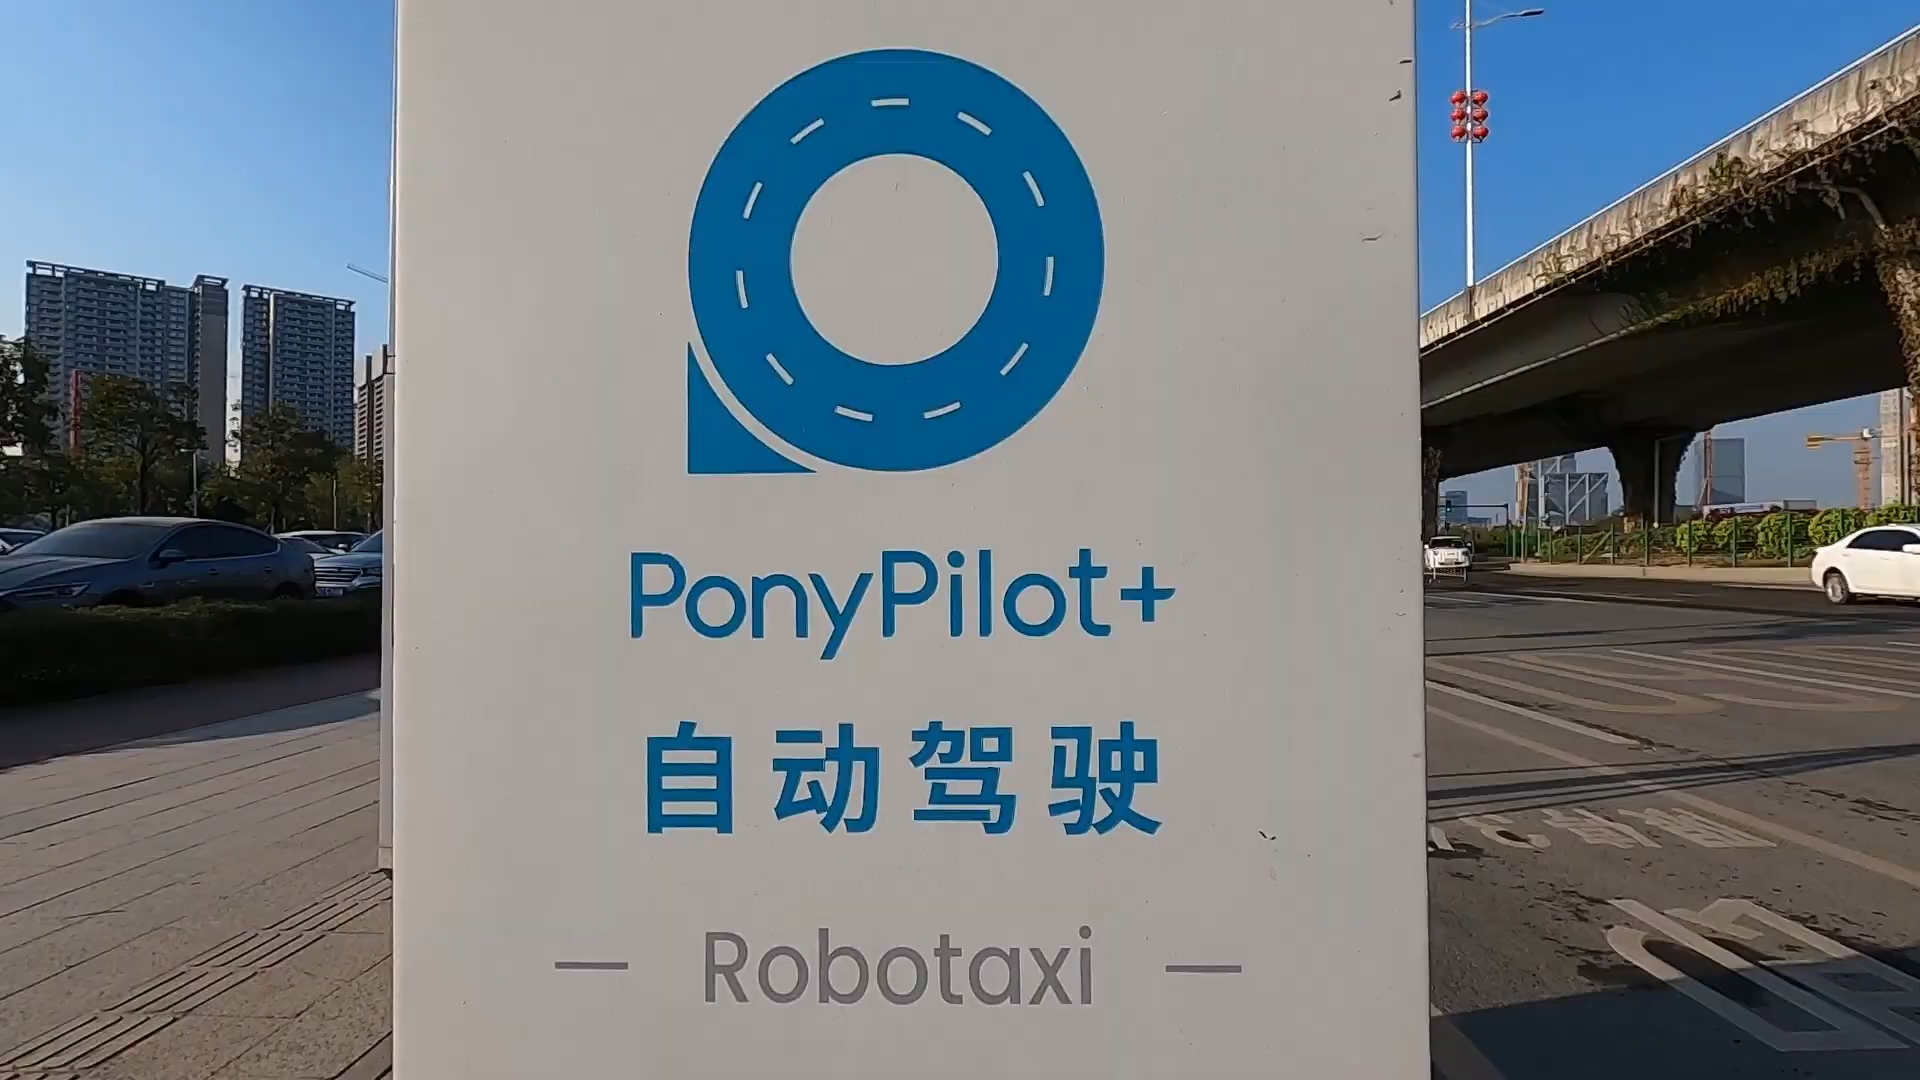 PonyPilot+
自动驾驶
— Robotaxi —